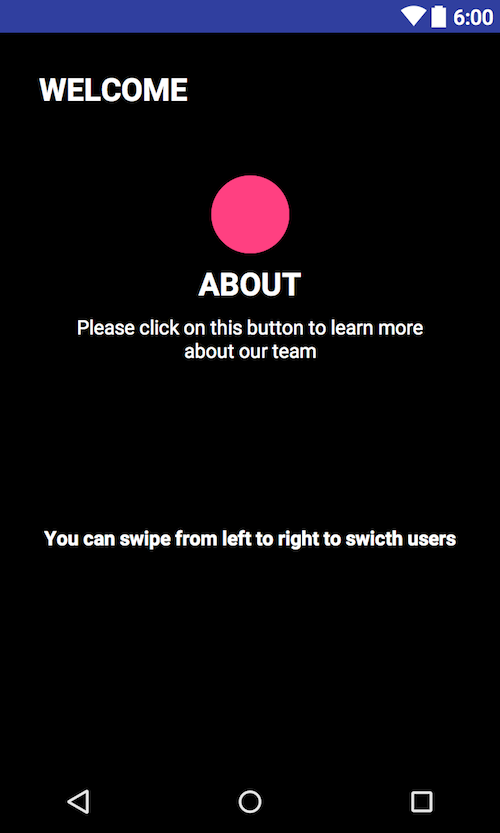 6:00
WELCOME
ABOUT
Please click on this button to learn more
about our team
You can swipe from left to right to swicth users